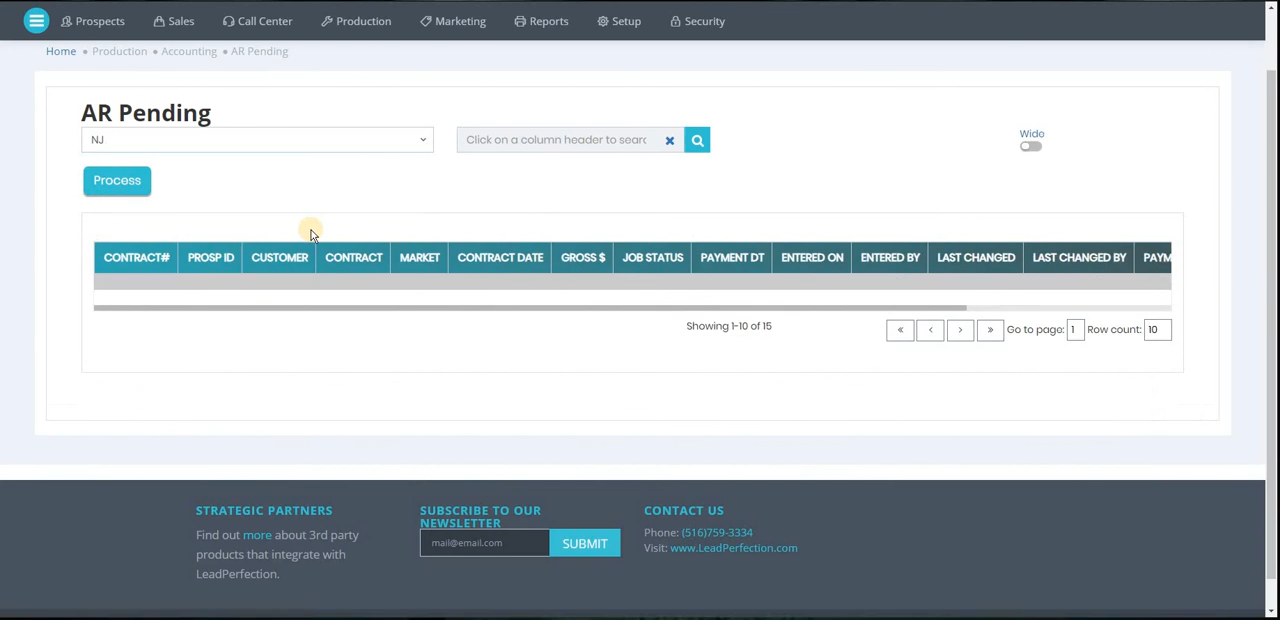 Prospects Sales Call Center Production Marketing Reports Setup Security
Home Production Accounting AR Pending
AR Pending
NJ
Click on a column header to searc
Wide
Process
CONTRACT# PROSP ID CUSTOMER CONTRACT MARKET CONTRACT DATE GROSS $ JOB STATUS PAYMENT DT ENTERED ON ENTERED BY LAST CHANGED LAST CHANGED BY PAYM
Showing 1-10 of 15
« ‹ › » Go to page: 1 Row count: 10
STRATEGIC PARTNERS
Find out more about 3rd party
products that integrate with
LeadPerfection.
SUBSCRIBE TO OUR
NEWSLETTER
mail@email.com SUBMIT
CONTACT US
Phone: (516)759-3334
Visit: www.LeadPerfection.com